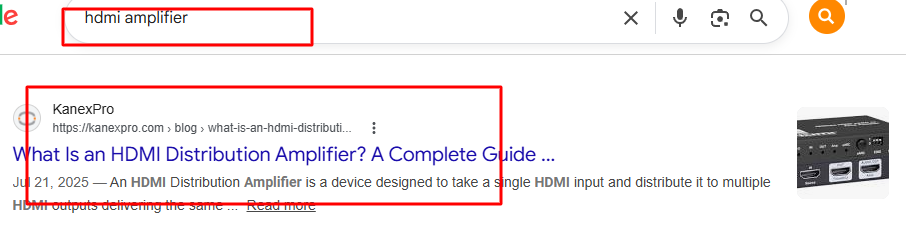 le
hdmi amplifier
KanexPro
https://kanexpro.com › blog › what-is-an-hdmi-distributi...
What Is an HDMI Distribution Amplifier? A Complete Guide ...
Jul 21, 2025 — An HDMI Distribution Amplifier is a device designed to take a single HDMI input and distribute it to multiple
HDMI outputs delivering the same ... Read more